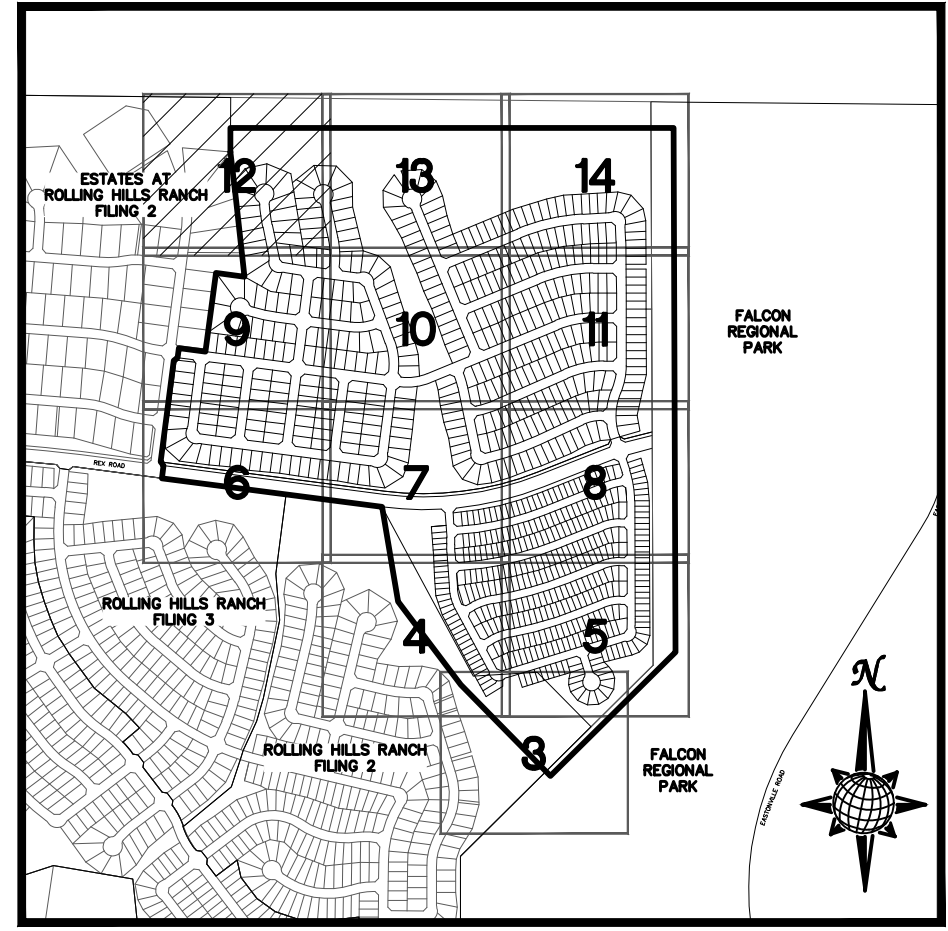 12
13
14
ESTATES AT
ROLLING HILLS RANCH
FILING 2
9
10
11
FALCON
REGIONAL
PARK
REX ROAD
6
7
8
ROLLING HILLS RANCH
FILING 3
4
5
N
ROLLING HILLS RANCH
FILING 2
3
FALCON
REGIONAL
PARK
EASTONVILLE ROAD